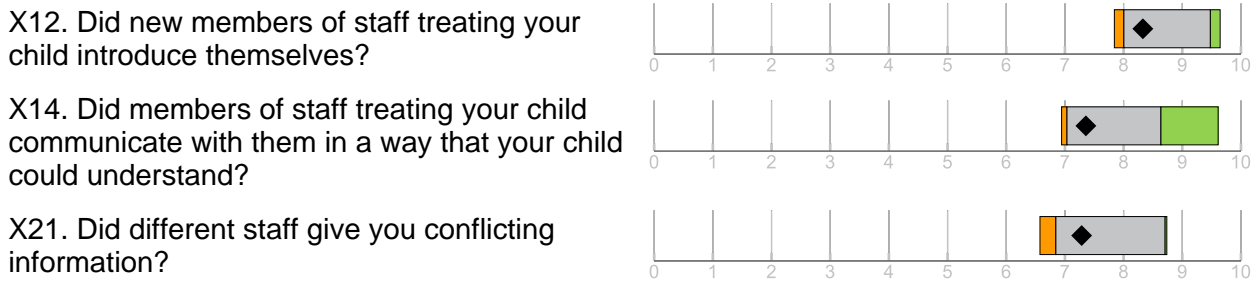 X12. Did new members of staff treating your
child introduce themselves?
0 1 2 3 4 5 6 7 8 9 10
X14. Did members of staff treating your child
communicate with them in a way that your child
could understand?
0 1 2 3 4 5 6 7 8 9 10
X21. Did different staff give you conflicting
information?
0 1 2 3 4 5 6 7 8 9 10